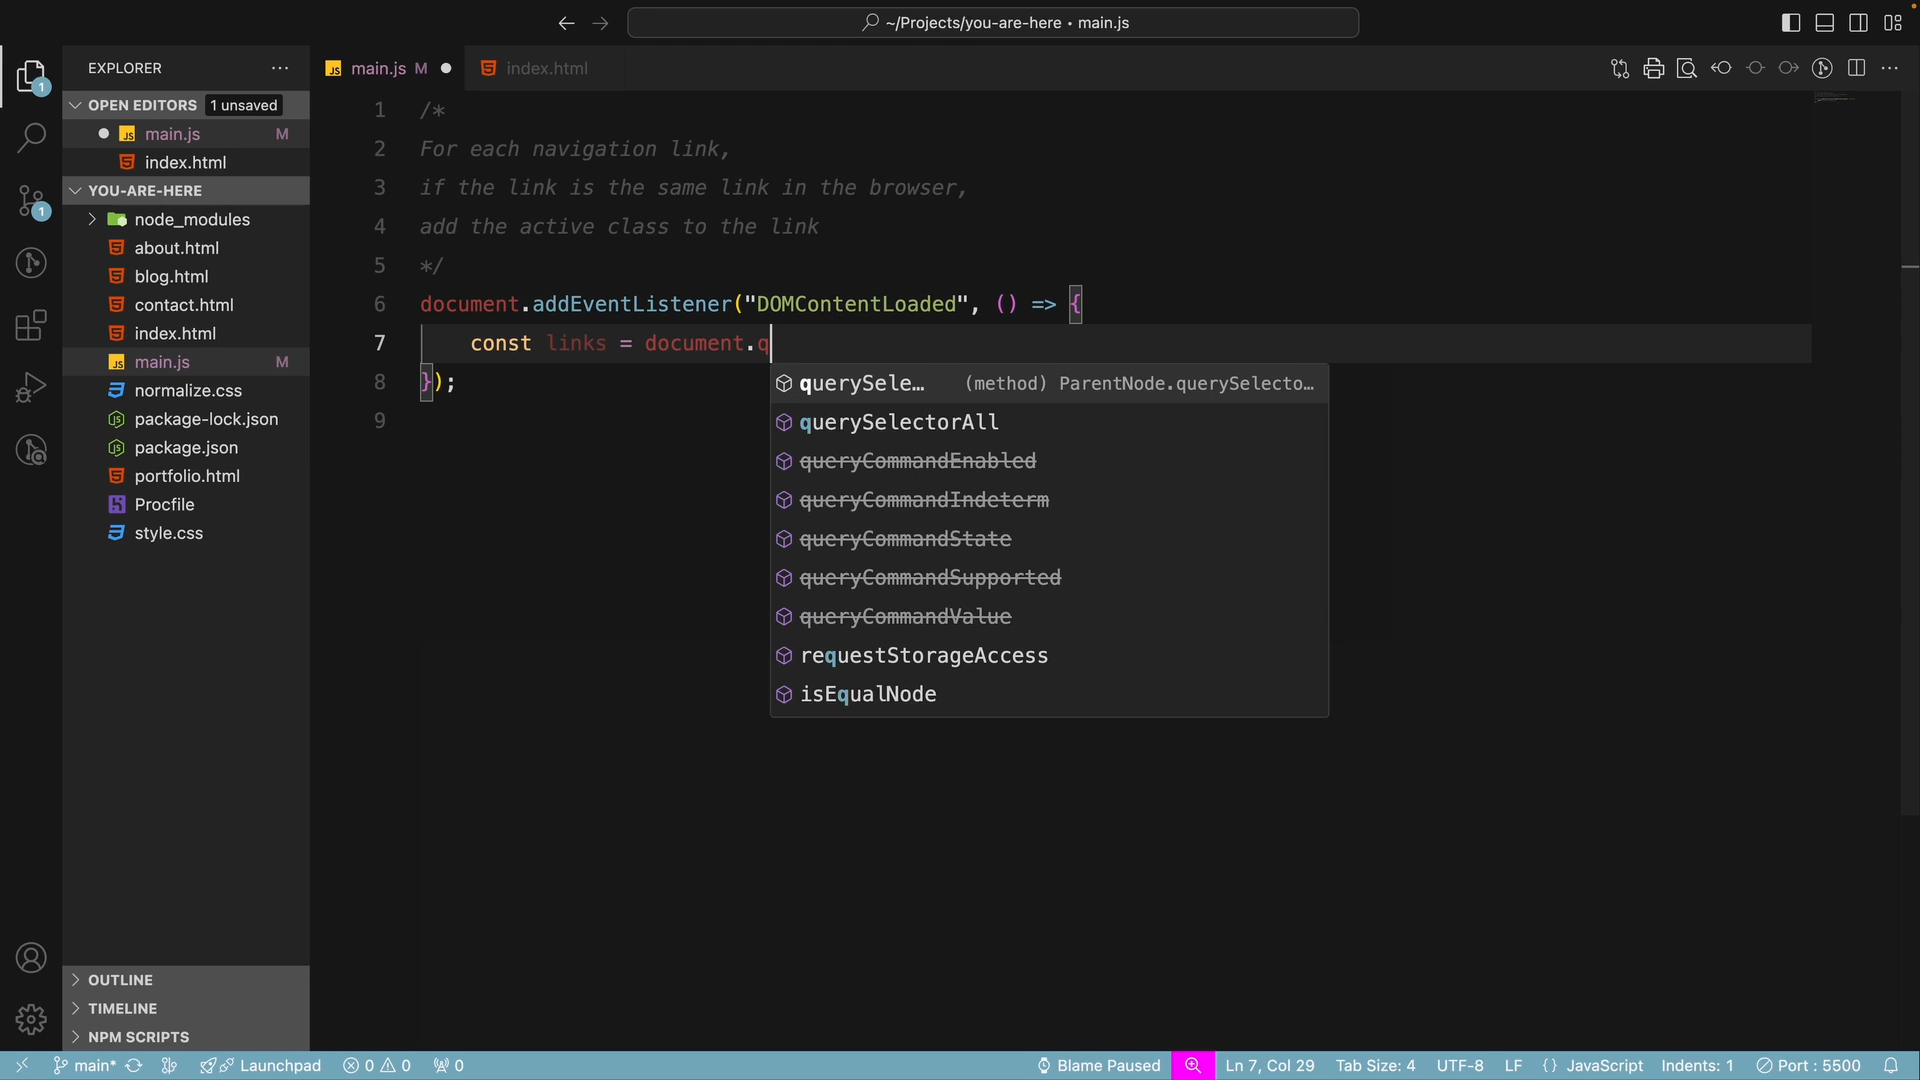 ~/Projects/you-are-here • main.js
EXPLORER
OPEN EDITORS 1 unsaved
main.js M
index.html
YOU-ARE-HERE
node_modules
about.html
blog.html
contact.html
index.html
main.js M
normalize.css
package-lock.json
package.json
portfolio.html
Procfile
style.css
OUTLINE
TIMELINE
NPM SCRIPTS
1
1
main.js M
index.html
1 /*
2 For each navigation link,
3 if the link is the same link in the browser,
4 add the active class to the link
5 */
6 document.addEventListener("DOMContentLoaded", () => {
7 const links = document.q
8 });
9
querySele… (method) ParentNode.querySelecto…
querySelectorAll
queryCommandEnabled
queryCommandIndeterm
queryCommandState
queryCommandSupported
queryCommandValue
requestStorageAccess
isEqualNode
main* Launchpad 0 0 0 Blame Paused Ln 7, Col 29 Tab Size: 4 UTF-8 LF {} JavaScript Indents: 1 Port : 5500